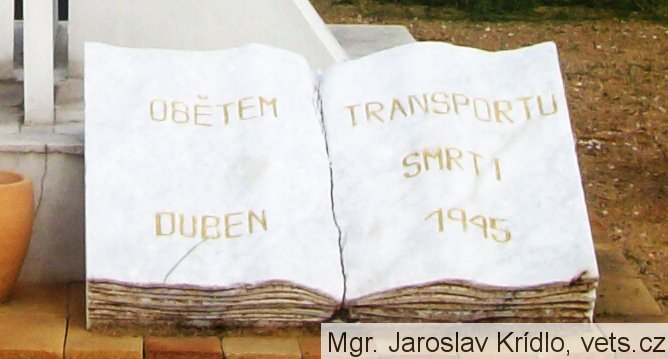 OBĚTEM TRANSPORTU
SMRTI
DUBEN 1945
Mgr. Jaroslav Krídlo, vets.cz